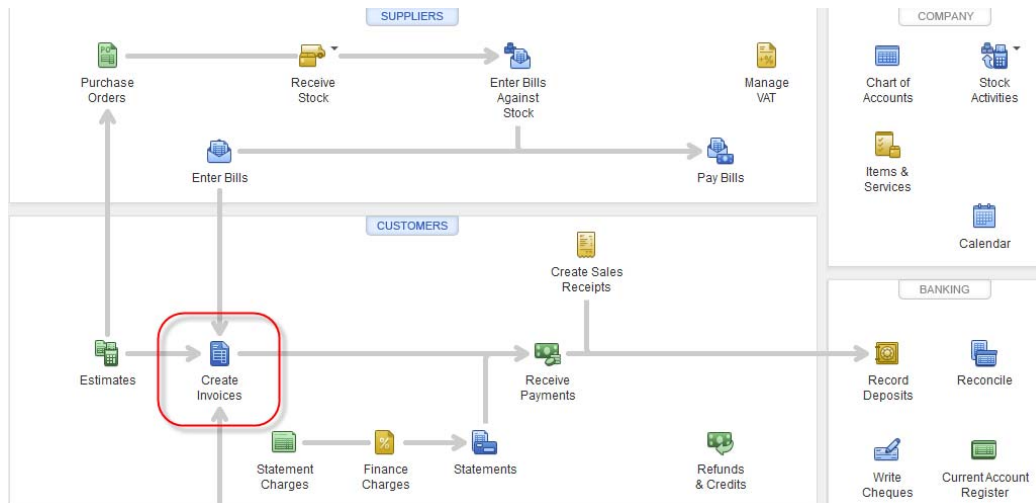 SUPPLIERS
Purchase
Orders
Receive
Stock
Enter Bills
Against
Stock
Manage
VAT
Enter Bills
Pay Bills
CUSTOMERS
Create Sales
Receipts
Estimates
Create
Invoices
Receive
Payments
Statement
Charges
Finance
Charges
Statements
Refunds
& Credits
COMPANY
Chart of
Accounts
Stock
Activities
Items &
Services
Calendar
BANKING
Record
Deposits
Reconcile
Write
Cheques
Current Account
Register